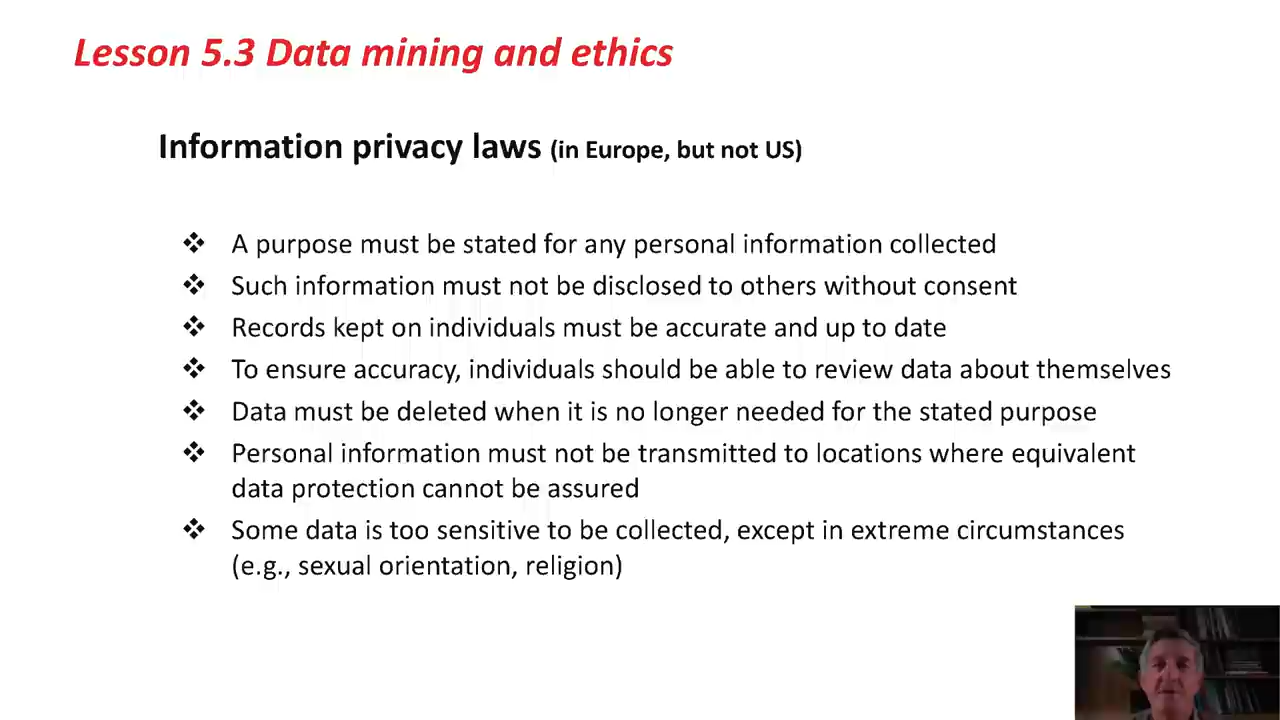 Lesson 5.3 Data mining and ethics
Information privacy laws (in Europe, but not US)
❖ A purpose must be stated for any personal information collected
❖ Such information must not be disclosed to others without consent
❖ Records kept on individuals must be accurate and up to date
❖ To ensure accuracy, individuals should be able to review data about themselves
❖ Data must be deleted when it is no longer needed for the stated purpose
❖ Personal information must not be transmitted to locations where equivalent
data protection cannot be assured
❖ Some data is too sensitive to be collected, except in extreme circumstances
(e.g., sexual orientation, religion)